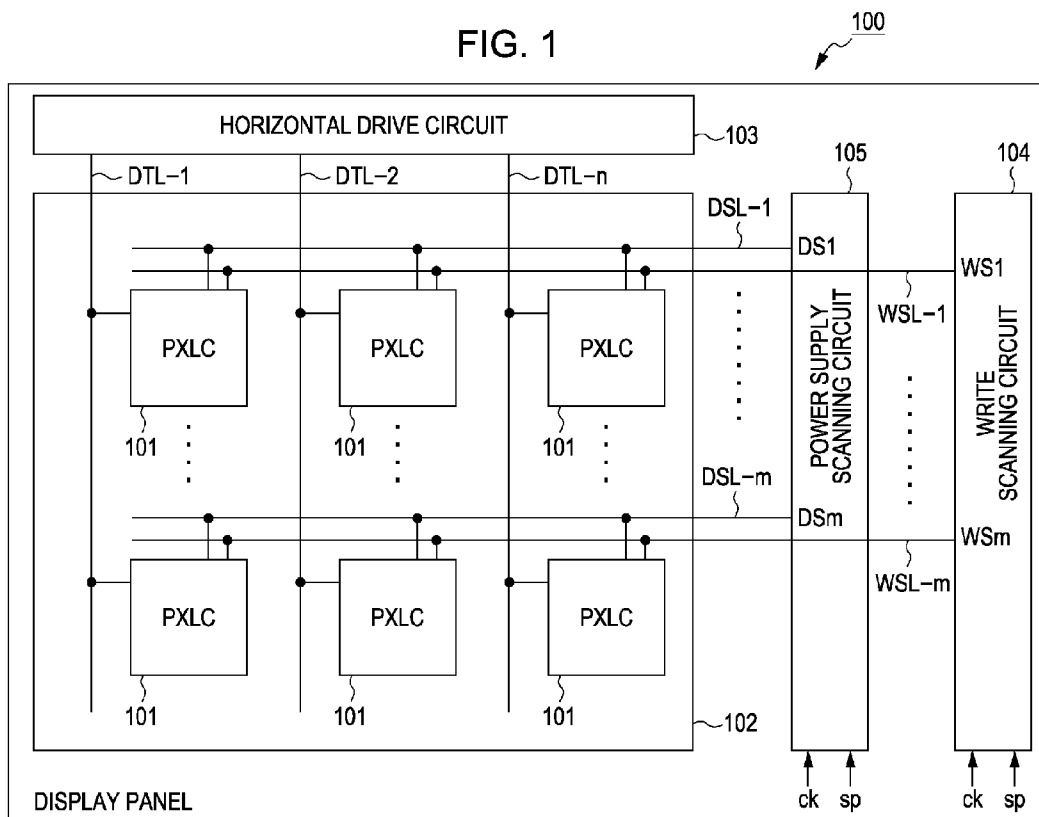 FIG. 1
100
HORIZONTAL DRIVE CIRCUIT
103
DTL-1
DTL-2
DTL-n
105
104
DSL-1
DS1
WS1
WSL-1
PXLC
PXLC
PXLC
101
101
101
POWER SUPPLY
SCANNING CIRCUIT
WRITE
SCANNING CIRCUIT
DSL-m
DSm
WSm
WSL-m
PXLC
PXLC
PXLC
101
101
101
102
DISPLAY PANEL
ck
sp
ck
sp